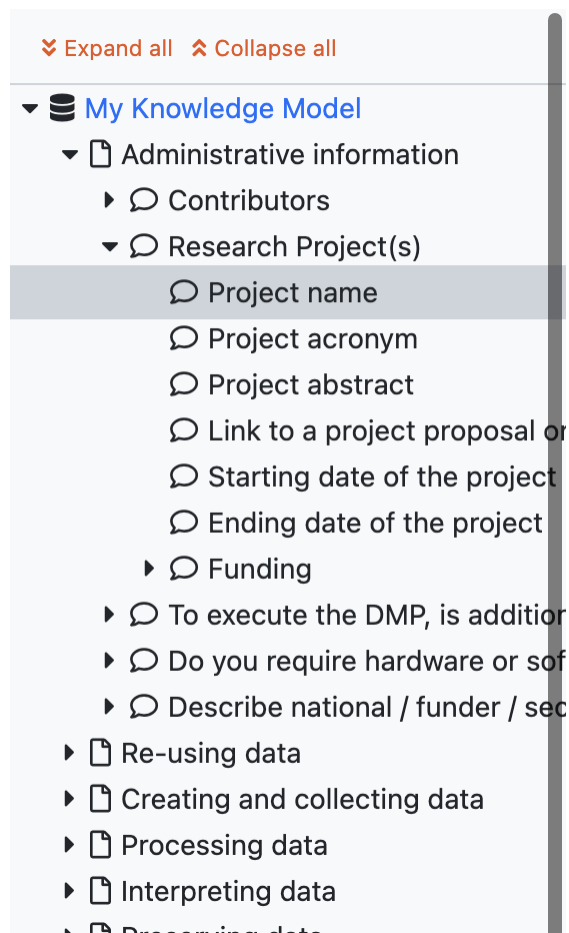 Expand all Collapse all
My Knowledge Model
Administrative information
Contributors
Research Project(s)
Project name
Project acronym
Project abstract
Link to a project proposal or
Starting date of the project
Ending date of the project
Funding
To execute the DMP, is
Do you require hardware or
Describe national / funder /
Re-using data
Creating and collecting data
Processing data
Interpreting data
Preserving data